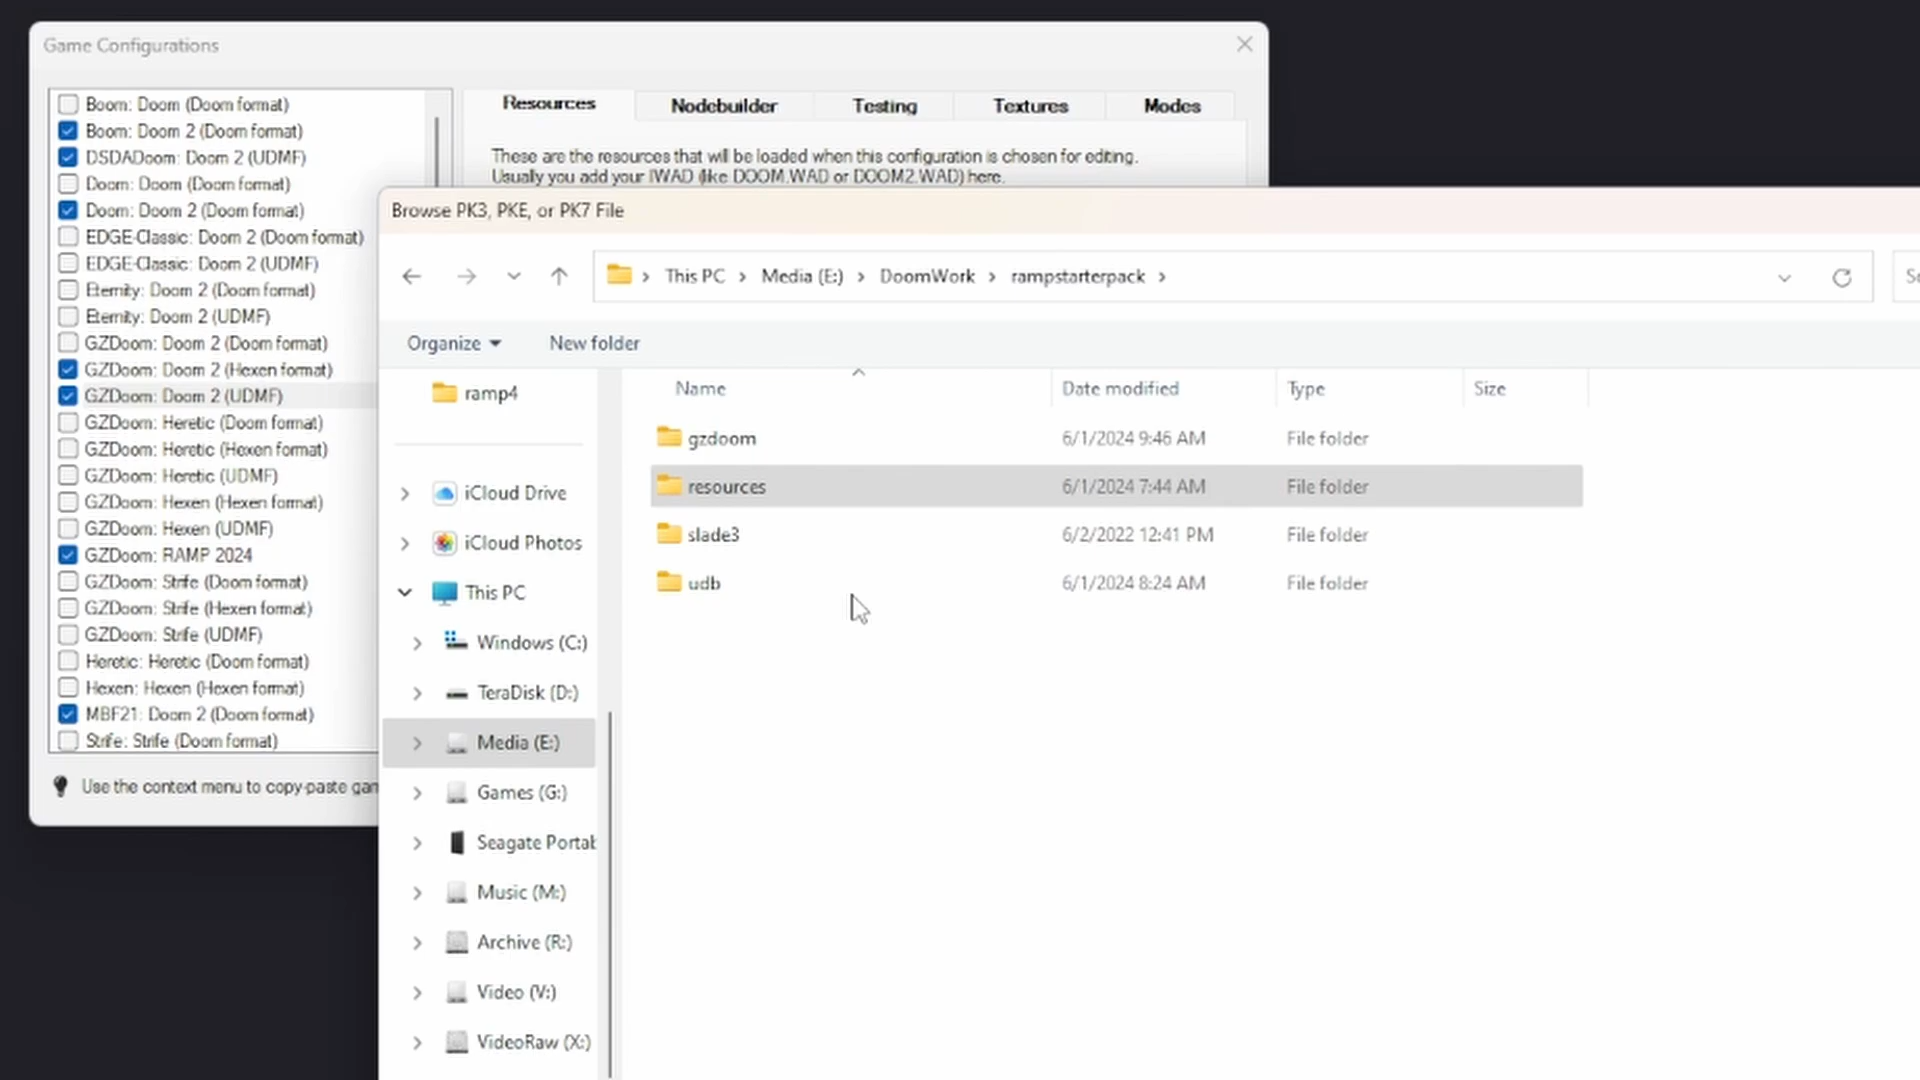 Game Configurations
Boom: Doom (Doom format)
Boom: Doom 2 (Doom format)
DSDADoom: Doom 2 (UDMF)
Doom: Doom (Doom format)
Doom: Doom 2 (Doom format)
EDGE-Classic: Doom 2 (Doom format)
EDGE-Classic: Doom 2 (UDMF)
Eternity: Doom 2 (Doom format)
Eternity: Doom 2 (UDMF)
GZDoom: Doom 2 (Doom format)
GZDoom: Doom 2 (Hexen format)
GZDoom: Doom 2 (UDMF)
GZDoom: Heretic (Doom format)
GZDoom: Heretic (Hexen format)
GZDoom: Heretic (UDMF)
GZDoom: Hexen (Hexen format)
GZDoom: Hexen (UDMF)
GZDoom: RAMP 2024
GZDoom: Strife (Doom format)
GZDoom: Strife (Hexen format)
GZDoom: Strife (UDMF)
Heretic: Heretic (Doom format)
Hexen: Hexen (Hexen format)
MBF21: Doom 2 (Doom format)
Strife: Strife (Doom format)
Use the context menu to copy-paste gam
Resources Nodebuilder Testing Textures Modes
These are the resources that will be loaded when this configuration is chosen for editing.
Usually you add your IWAD (like DOOM.WAD or DOOM2.WAD) here.
Browse PK3, PKE, or PK7 File
This PC > Media (E:) > DoomWork > rampstarterpack >
Organize New folder
ramp4
iCloud Drive
iCloud Photos
This PC
Windows (C:)
TeraDisk (D:)
Media (E:)
Games (G:)
Seagate Portab
Music (M:)
Archive (R:)
Video (V:)
VideoRaw (X:)
Name Date modified Type Size
gzdoom 6/1/2024 9:46 AM File folder
resources 6/1/2024 7:44 AM File folder
slade3 6/2/2022 12:41 PM File folder
udb 6/1/2024 8:24 AM File folder